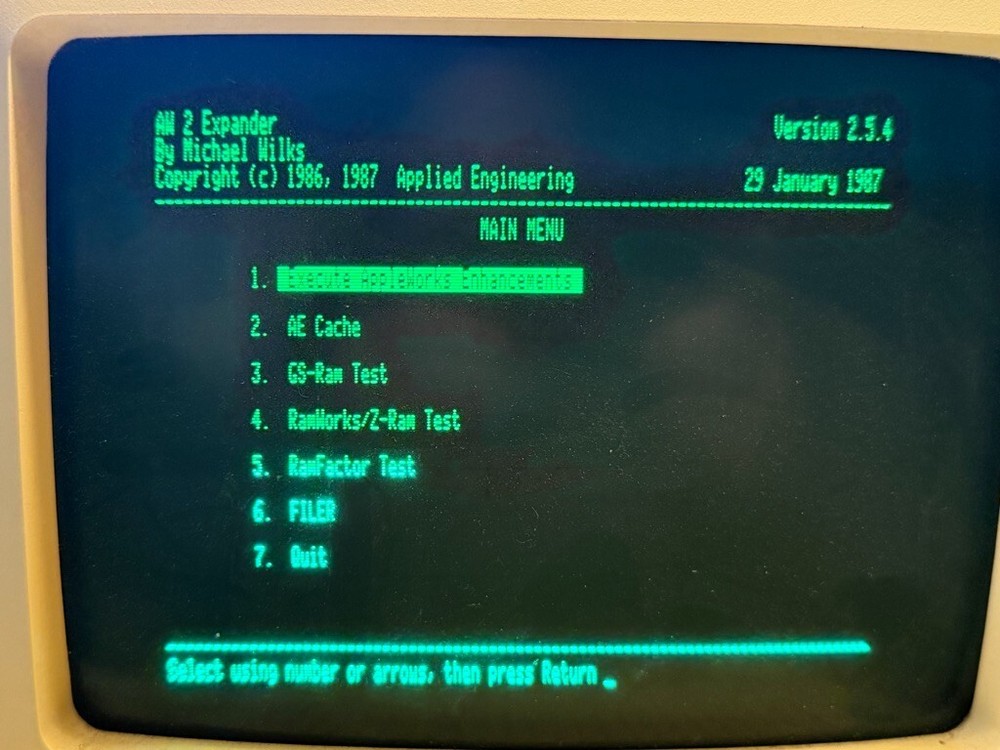 AW 2 Expander Version 2.5.4
By Michael Wilks
Copyright (c) 1986, 1987 Applied Engineering 29 January 1987
MAIN MENU
1. Execute AppleWorks Enhancements
2. AE Cache
3. GS-Ram Test
4. RamWorks/Z-Ram Test
5. RamFactor Test
6. FILER
7. Quit
Select using number or arrows, then press Return _